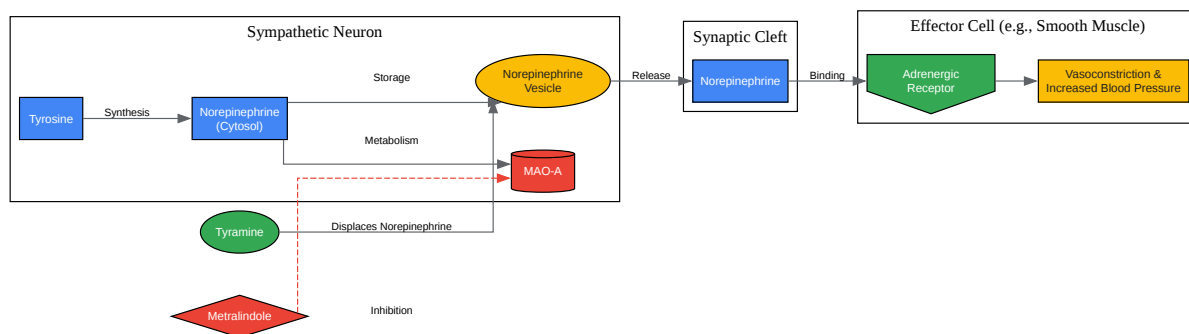 Sympathetic Neuron
Synaptic Cleft
Effector Cell (e.g., Smooth Muscle)
Tyrosine
Synthesis
Norepinephrine
(Cytosol)
Storage
Metabolism
Norepinephrine
Vesicle
MAO-A
Release
Norepinephrine
Binding
Adrenergic
Receptor
Vasoconstriction &
Increased Blood Pressure
Tyramine
Displaces Norepinephrine
Metralindole
Inhibition